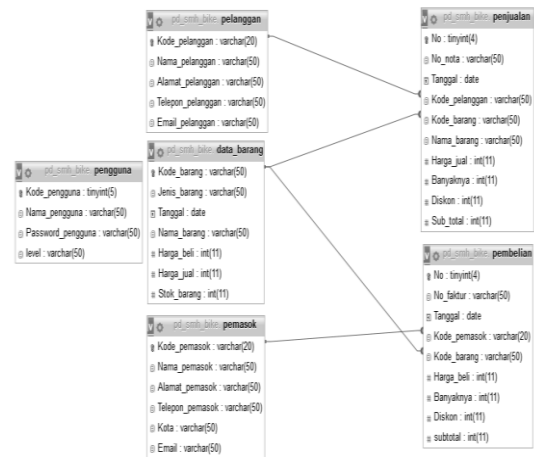 pd_smh_bike pelanggan
Kode_pelanggan : varchar(20)
Nama_pelanggan : varchar(50)
Alamat_pelanggan : varchar(50)
Telepon_pelanggan : varchar(50)
Email_pelanggan : varchar(50)
pd_smh_bike data_barang
Kode_barang : varchar(50)
Jenis_barang : varchar(50)
Tanggal : date
Nama_barang : varchar(50)
Harga_beli : int(11)
Harga_jual : int(11)
Stok_barang : int(11)
pd_smh_bike pengguna
Kode_pengguna : tinyint(5)
Nama_pengguna : varchar(50)
Password_pengguna : varchar(50)
level : varchar(50)
pd_smh_bike pemasok
Kode_pemasok : varchar(20)
Nama_pemasok : varchar(50)
Alamat_pemasok : varchar(50)
Telepon_pemasok : varchar(50)
Kota : varchar(50)
Email : varchar(50)
pd_smh_bike penjualan
No : tinyint(4)
No_nota : varchar(50)
Tanggal : date
Kode_pelanggan : varchar(50)
Kode_barang : varchar(50)
Nama_barang : varchar(50)
Harga_jual : int(11)
Banyaknya : int(11)
Diskon : int(11)
Sub_total : int(11)
pd_smh_bike pembelian
No : tinyint(4)
No_faktur : varchar(50)
Tanggal : date
Kode_pemasok : varchar(20)
Kode_barang : varchar(50)
Harga_beli : int(11)
Banyaknya : int(11)
Diskon : int(11)
subtotal : int(11)